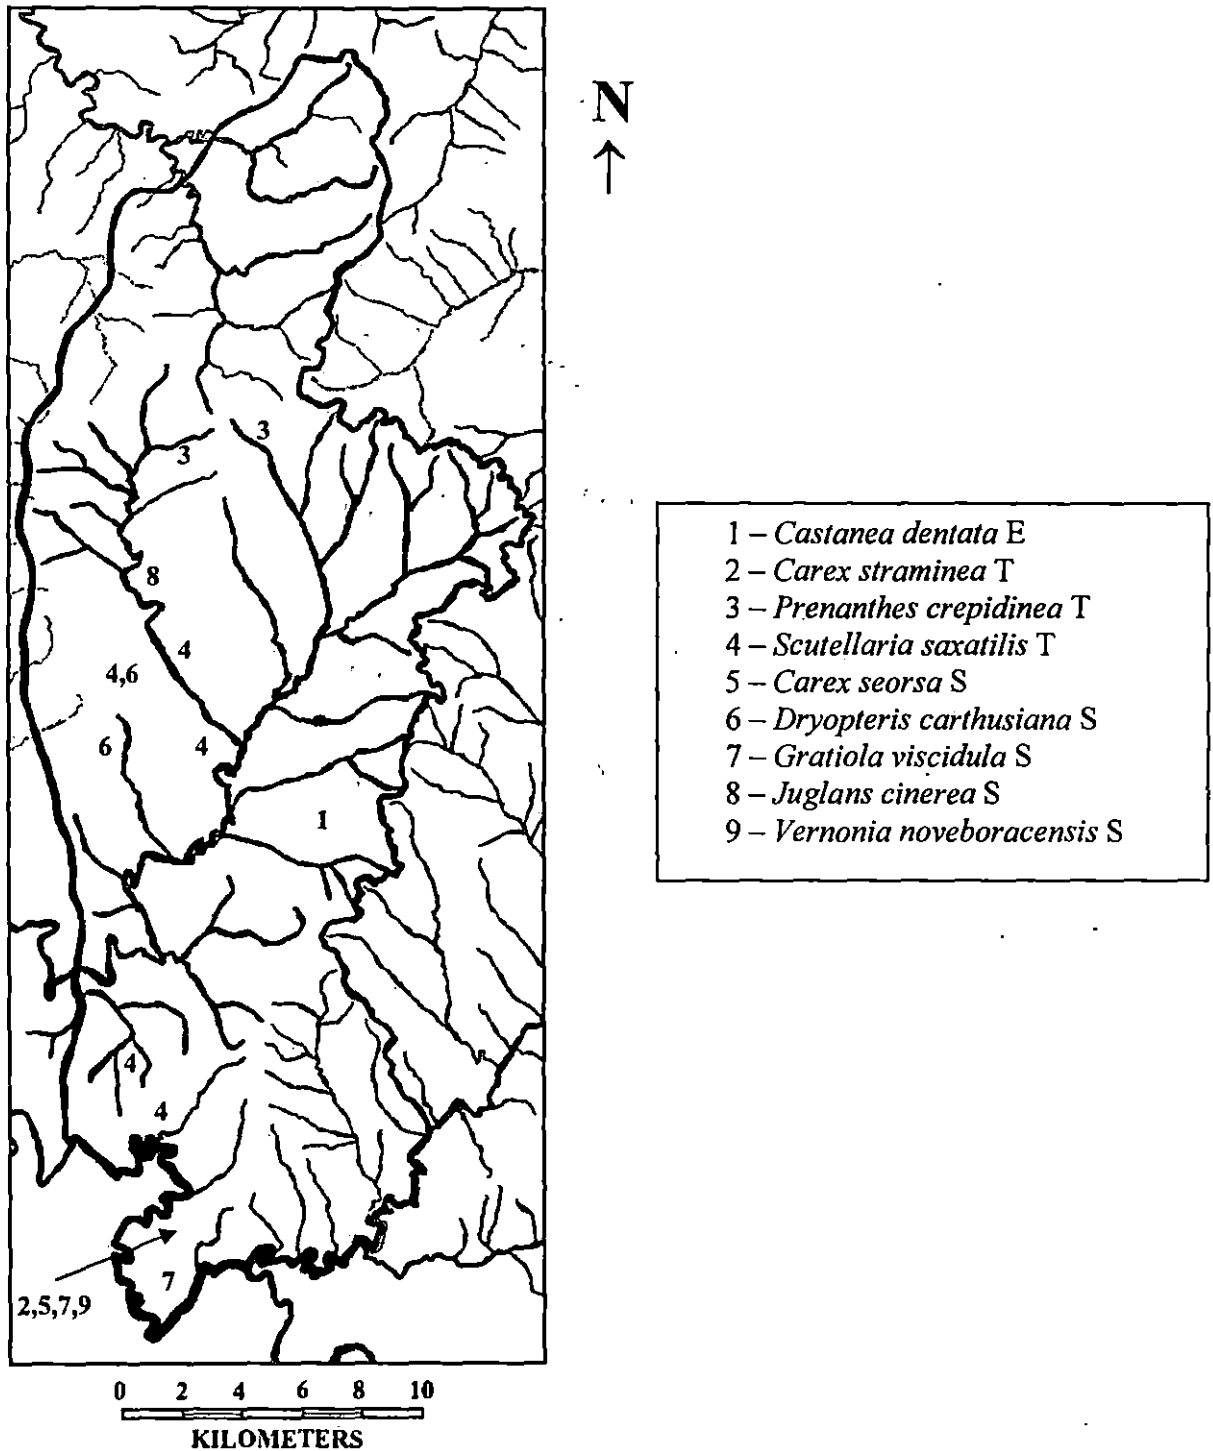 N
3
3
8
4
4,6
6
4
1
4
4
7
2,5,7,9
1 – Castanea dentata E
2 – Carex straminea T
3 – Prenanthes crepidinea T
4 – Scutellaria saxatilis T
5 – Carex seorsa S
6 – Dryopteris carthusiana S
7 – Gratiola viscidula S
8 – Juglans cinerea S
9 – Vernonia noveboracensis S
0 2 4 6 8 10
KILOMETERS